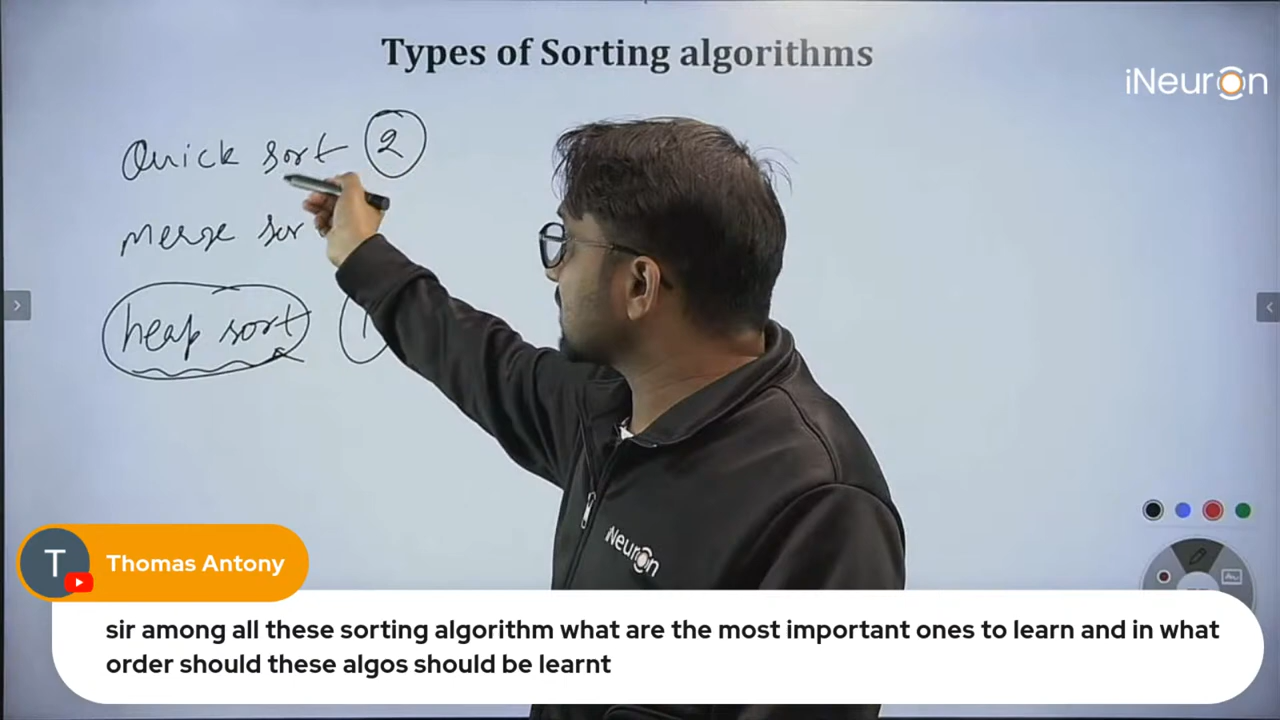 Types of Sorting algorithms
iNeuron
Quick sort 2
merge sor
heap sort 1
iNeuron
T
Thomas Antony
sir among all these sorting algorithm what are the most important ones to learn and in what
order should these algos should be learnt